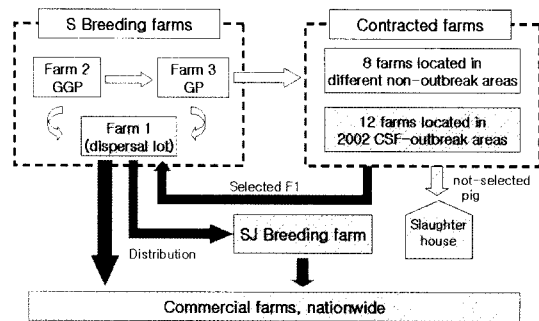 S Breeding farms
Contracted farms
Farm 2
GGP
Farm 3
GP
Farm 1
(dispersal lot)
8 farms located in
different non-outbreak areas
12 farms located in
2002 CSF-outbreak areas
Selected F1
not-selected
pig
Slaughter
house
Distribution
SJ Breeding farm
Commercial farms, nationwide